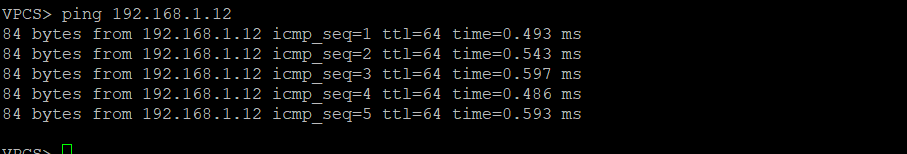 VPCS> ping 192.168.1.12
84 bytes from 192.168.1.12 icmp_seq=1 ttl=64 time=0.493 ms
84 bytes from 192.168.1.12 icmp_seq=2 ttl=64 time=0.543 ms
84 bytes from 192.168.1.12 icmp_seq=3 ttl=64 time=0.597 ms
84 bytes from 192.168.1.12 icmp_seq=4 ttl=64 time=0.486 ms
84 bytes from 192.168.1.12 icmp_seq=5 ttl=64 time=0.593 ms
VPCS>